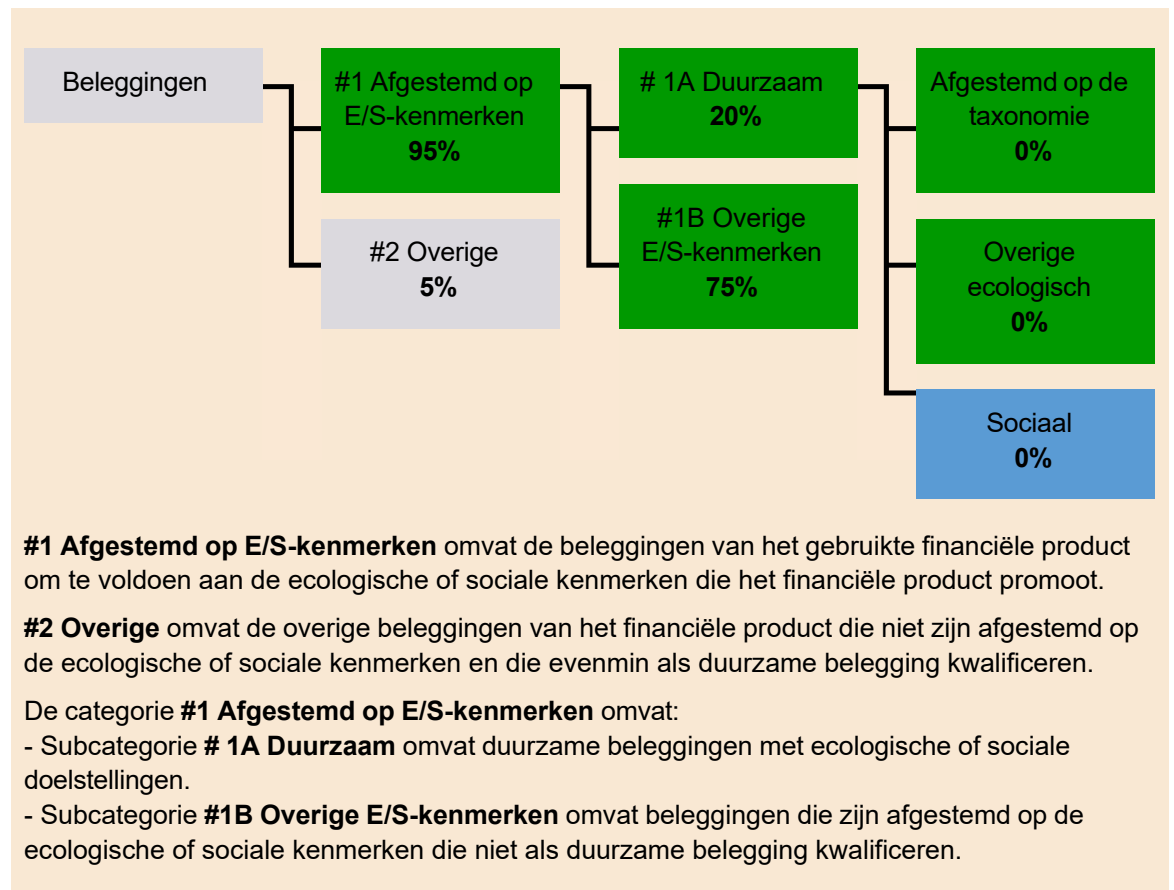 Beleggingen
#1 Afgestemd op
E/S-kenmerken
95%
#2 Overige
5%
# 1A Duurzaam
20%
#1B Overige
E/S-kenmerken
75%
Afgestemd op de
taxonomie
0%
Overige
ecologisch
0%
Sociaal
0%
#1 Afgestemd op E/S-kenmerken omvat de beleggingen van het gebruikte financiële product
om te voldoen aan de ecologische of sociale kenmerken die het financiële product promoot.
#2 Overige omvat de overige beleggingen van het financiële product die niet zijn afgestemd op
de ecologische of sociale kenmerken en die evenmin als duurzame belegging kwalificeren.
De categorie #1 Afgestemd op E/S-kenmerken omvat:
- Subcategorie # 1A Duurzaam omvat duurzame beleggingen met ecologische of sociale
doelstellingen.
- Subcategorie #1B Overige E/S-kenmerken omvat beleggingen die zijn afgestemd op de
ecologische of sociale kenmerken die niet als duurzame belegging kwalificeren.